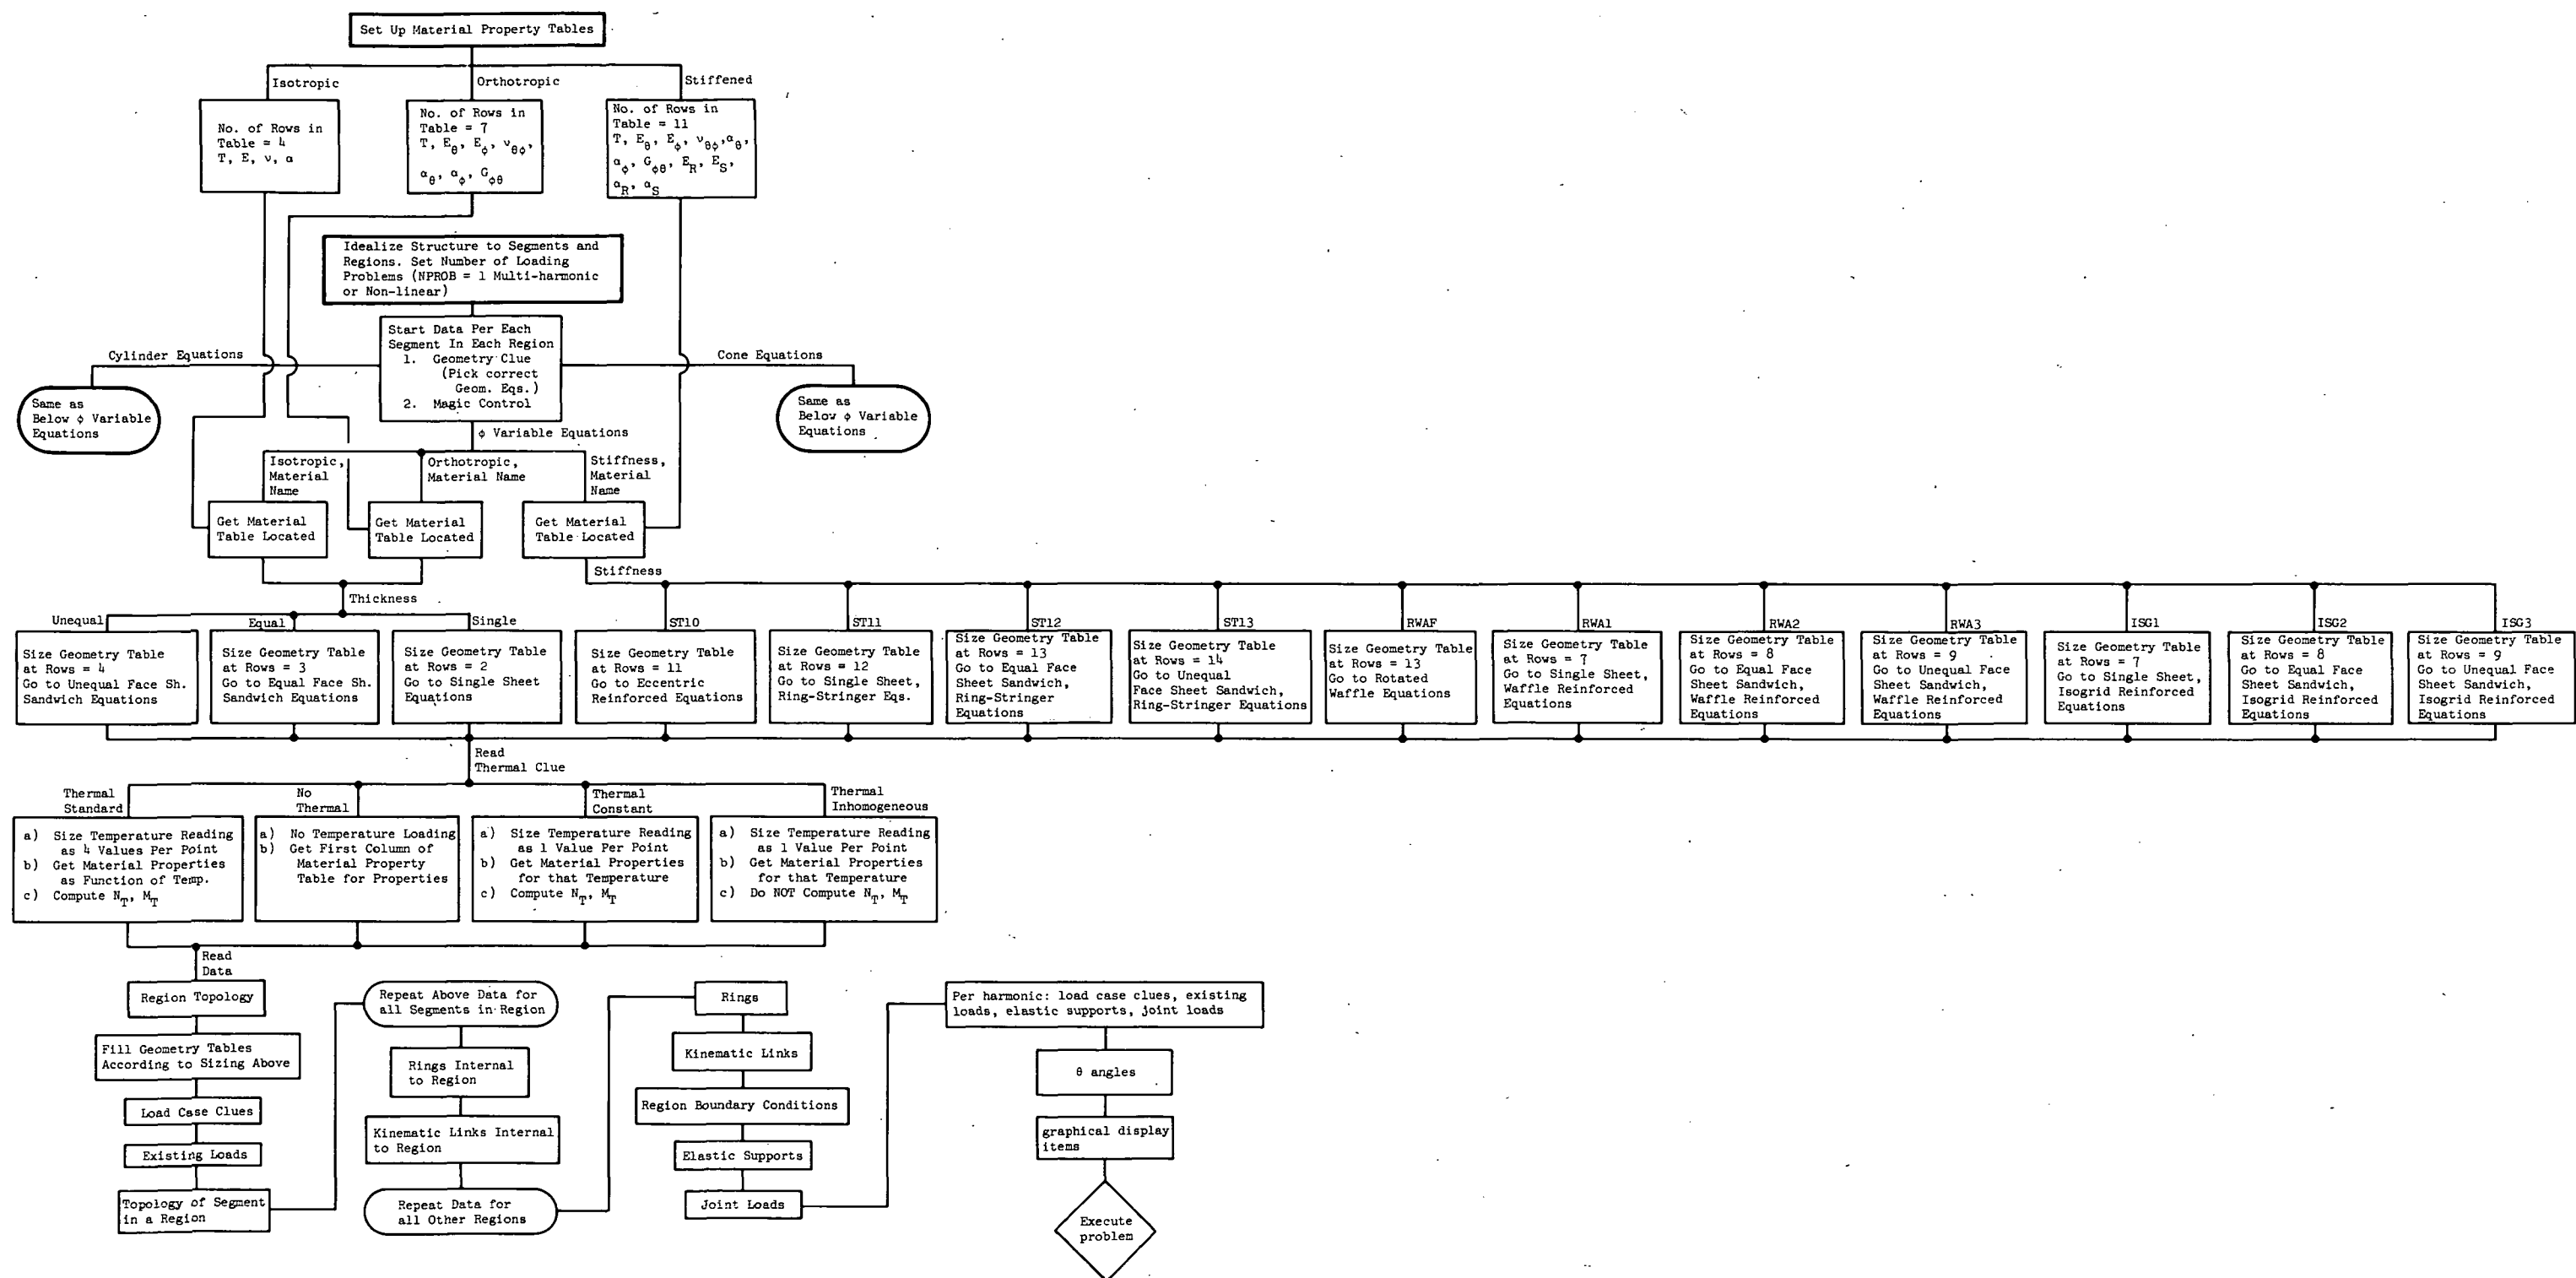 Set Up Material Property Tables
Isotropic
Orthotropic
Stiffened
No. of Rows in
Table = 4
T, E, ν, α
No. of Rows in
Table = 7
T, E_θ, E_ϕ, ν_θϕ,
α_θ, α_ϕ, G_ϕθ
No. of Rows in
Table = 11
T, E_θ, E_ϕ, ν_θϕ, α_θ,
α_ϕ, G_ϕθ, E_R, E_S,
α_R, α_S
Idealize Structure to Segments and
Regions. Set Number of Loading
Problems (NPROB = 1 Multi-harmonic
or Non-linear)
Start Data Per Each
Segment In Each Region
1. Geometry Clue
(Pick correct
Geom. Eqs.)
2. Magic Control
Cylinder Equations
Cone Equations
Same as
Below ϕ Variable
Equations
Same as
Below ϕ Variable
Equations
ϕ Variable Equations
Isotropic,
Material
Name
Orthotropic,
Material Name
Stiffness,
Material
Name
Get Material
Table Located
Get Material
Table Located
Get Material
Table Located
Stiffness
Thickness
Unequal
Equal
Single
ST10
ST11
ST12
ST13
RWAF
RWA1
RWA2
RWA3
ISG1
ISG2
ISG3
Size Geometry Table
at Rows = 4
Go to Unequal Face Sh.
Sandwich Equations
Size Geometry Table
at Rows = 3
Go to Equal Face Sh.
Sandwich Equations
Size Geometry Table
at Rows = 2
Go to Single Sheet
Equations
Size Geometry Table
at Rows = 11
Go to Eccentric
Reinforced Equations
Size Geometry Table
at Rows = 12
Go to Single Sheet,
Ring-Stringer Eqs.
Size Geometry Table
at Rows = 13
Go to Equal Face
Sheet Sandwich,
Ring-Stringer
Equations
Size Geometry Table
at Rows = 14
Go to Unequal
Face Sheet Sandwich,
Ring-Stringer Equations
Size Geometry Table
at Rows = 13
Go to Rotated
Waffle Equations
Size Geometry Table
at Rows = 7
Go to Single Sheet,
Waffle Reinforced
Equations
Size Geometry Table
at Rows = 8
Go to Equal Face
Sheet Sandwich,
Waffle Reinforced
Equations
Size Geometry Table
at Rows = 9
Go to Unequal Face
Sheet Sandwich,
Waffle Reinforced
Equations
Size Geometry Table
at Rows = 7
Go to Single Sheet,
Isogrid Reinforced
Equations
Size Geometry Table
at Rows = 8
Go to Equal Face
Sheet Sandwich,
Isogrid Reinforced
Equations
Size Geometry Table
at Rows = 9
Go to Unequal Face
Sheet Sandwich,
Isogrid Reinforced
Equations
Read
Thermal Clue
Thermal
Standard
No
Thermal
Thermal
Constant
Thermal
Inhomogeneous
a) Size Temperature Reading
as 4 Values Per Point
b) Get Material Properties
as Function of Temp.
c) Compute N_T, M_T
a) No Temperature Loading
b) Get First Column of
Material Property
Table for Properties
a) Size Temperature Reading
as 1 Value Per Point
b) Get Material Properties
for that Temperature
c) Compute N_T, M_T
a) Size Temperature Reading
as 1 Value Per Point
b) Get Material Properties
for that Temperature
c) Do NOT Compute N_T, M_T
Read
Data
Region Topology
Fill Geometry Tables
According to Sizing Above
Load Case Clues
Existing Loads
Topology of Segment
in a Region
Repeat Above Data for
all Segments in Region
Rings Internal
to Region
Kinematic Links Internal
to Region
Repeat Data for
all Other Regions
Rings
Kinematic Links
Region Boundary Conditions
Elastic Supports
Joint Loads
Per harmonic: load case clues, existing
loads, elastic supports, joint loads
θ angles
graphical display
items
Execute
problem